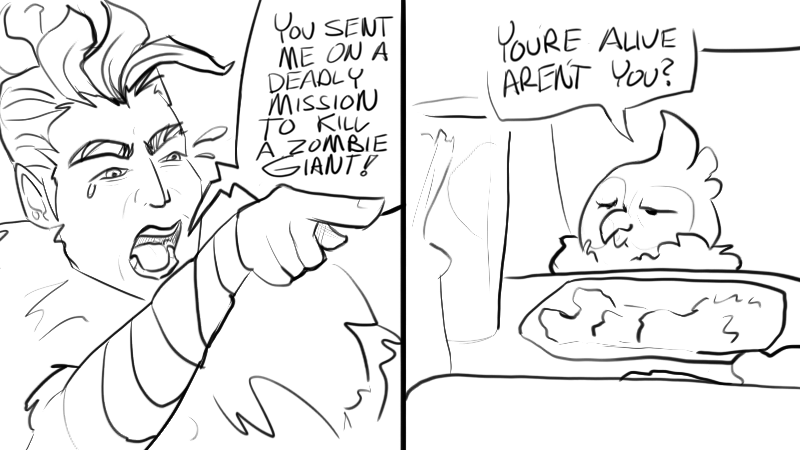 YOU SENT
ME ON A
DEADLY
MISSION
TO KILL
A ZOMBIE
GIANT!
YOU'RE ALIVE
AREN'T YOU?